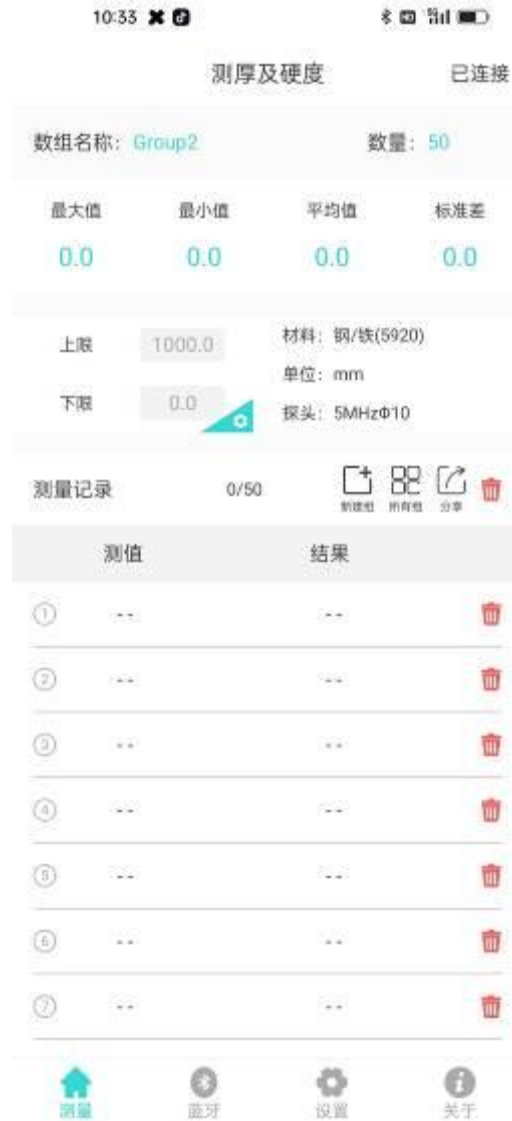 10:33
测厚及硬度 已连接
数组名称: Group2 数量: 50
最大值 最小值 平均值 标准差
0.0 0.0 0.0 0.0
上限 1000.0 材料: 钢/铁(5920)
单位: mm
下限 0.0 探头: 5MHzΦ10
测量记录 0/50 新建组 所有组 分享
测值 结果
① -- --
② -- --
③ -- --
④ -- --
⑤ -- --
⑥ -- --
⑦ -- --
测量 蓝牙 设置 关于